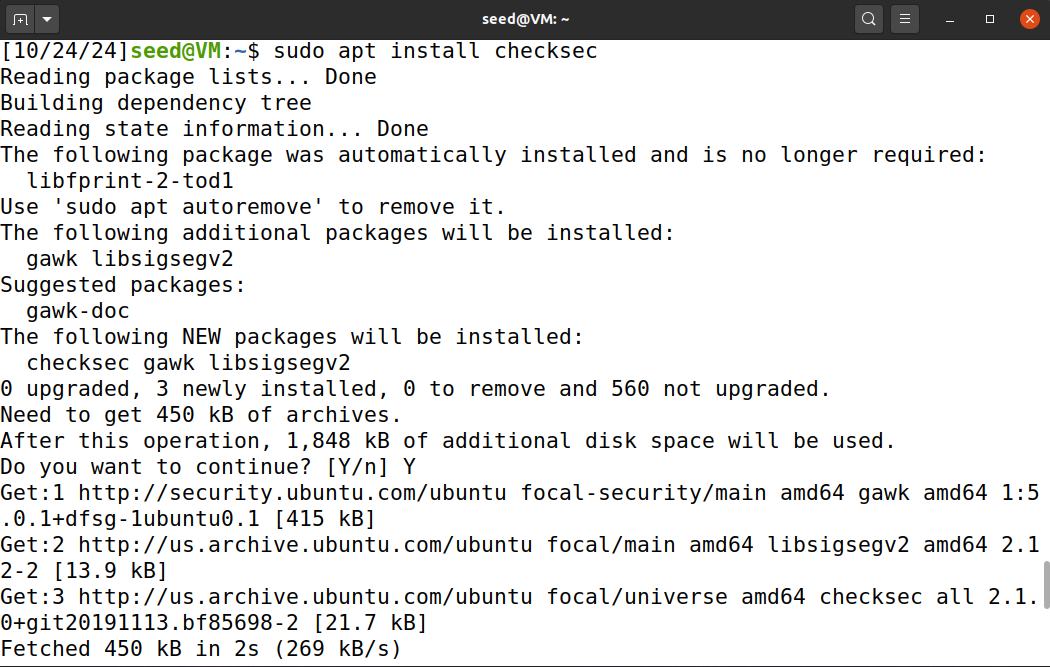 seed@VM: ~
[10/24/24]seed@VM:~$ sudo apt install checksec
Reading package lists... Done
Building dependency tree
Reading state information... Done
The following package was automatically installed and is no longer required:
  libfprint-2-tod1
Use 'sudo apt autoremove' to remove it.
The following additional packages will be installed:
  gawk libsigsegv2
Suggested packages:
  gawk-doc
The following NEW packages will be installed:
  checksec gawk libsigsegv2
0 upgraded, 3 newly installed, 0 to remove and 560 not upgraded.
Need to get 450 kB of archives.
After this operation, 1,848 kB of additional disk space will be used.
Do you want to continue? [Y/n] Y
Get:1 http://security.ubuntu.com/ubuntu focal-security/main amd64 gawk amd64 1:5
.0.1+dfsg-1ubuntu0.1 [415 kB]
Get:2 http://us.archive.ubuntu.com/ubuntu focal/main amd64 libsigsegv2 amd64 2.1
2-2 [13.9 kB]
Get:3 http://us.archive.ubuntu.com/ubuntu focal/universe amd64 checksec all 2.1.
0+git20191113.bf85698-2 [21.7 kB]
Fetched 450 kB in 2s (269 kB/s)